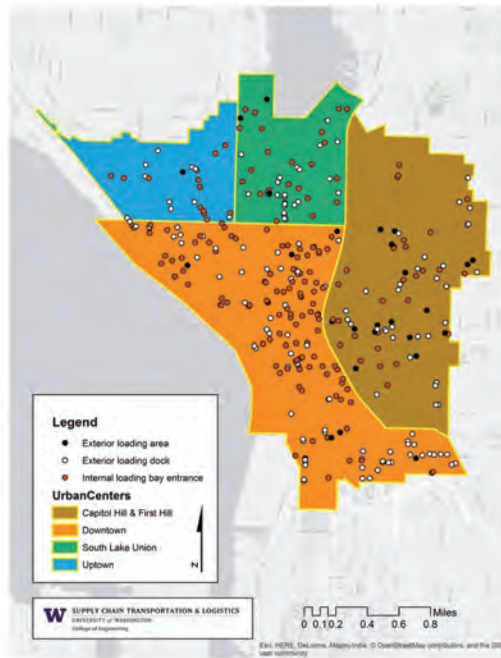 Legend
Exterior loading area
Exterior loading dock
Internal loading bay entrance
UrbanCenters
Capitol Hill & First Hill
Downtown
South Lake Union
Uptown
N
W
SUPPLY CHAIN TRANSPORTATION & LOGISTICS
UNIVERSITY of WASHINGTON
College of Engineering
Miles
0 0.1 0.2 0.4 0.6 0.8
Esri, HERE, DeLorme, MapmyIndia, © OpenStreetMap contributors, and the GIS
user community